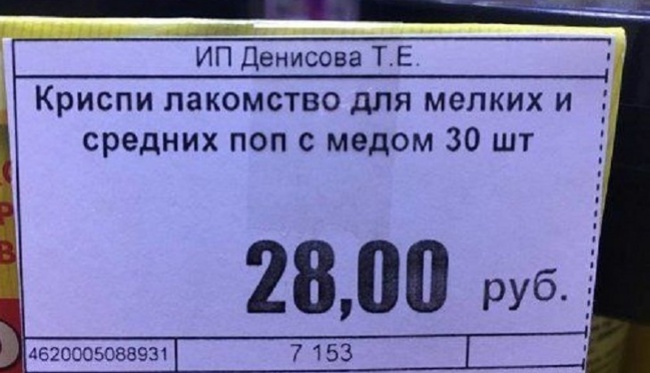 ИП Денисова Т.Е.
Криспи лакомство для мелких и
средних поп с медом 30 шт
28,00 руб.
4620005088931 7 153